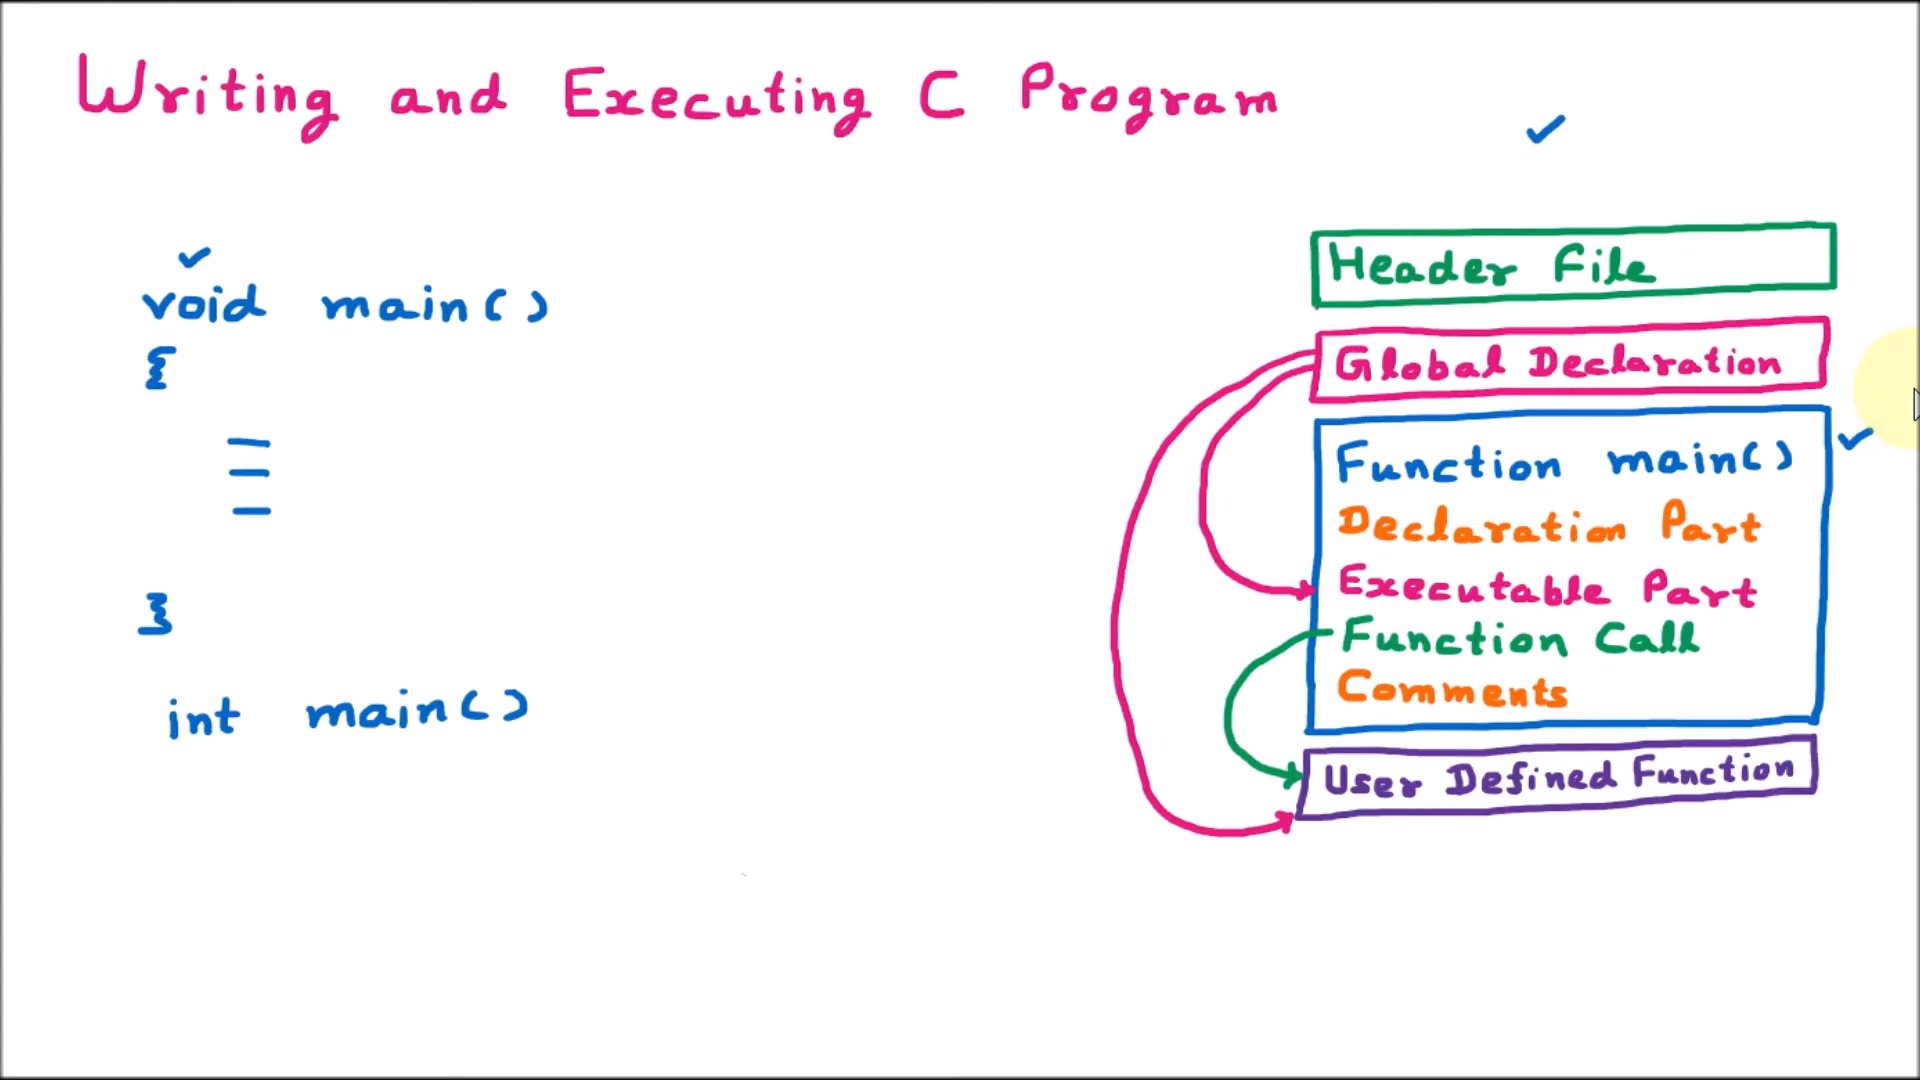 Writing and Executing C Program
void main()
{
}
int main()
Header File
Global Declaration
Function main()
Declaration Part
Executable Part
Function Call
Comments
User Defined Function